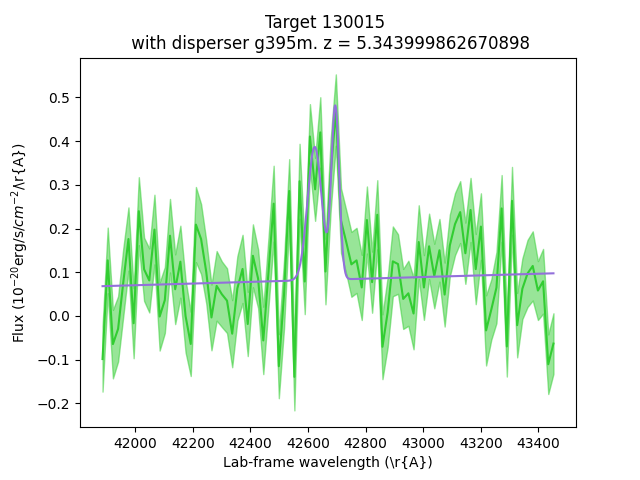 Target 130015
with disperser g395m. z = 5.343999862670898
Flux (10⁻²⁰erg/s/cm⁻²/\r{A})
0.5
0.4
0.3
0.2
0.1
0.0
−0.1
−0.2
42000 42200 42400 42600 42800 43000 43200 43400
Lab-frame wavelength (\r{A})